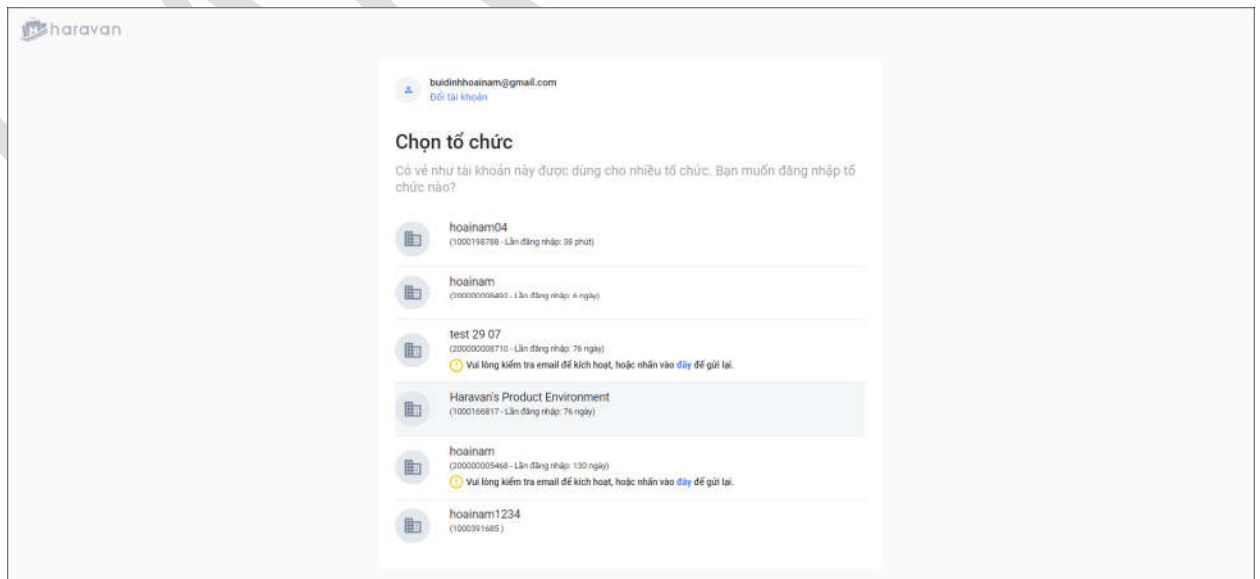 haravan
buidinhhoainam@gmail.com
Đổi tài khoản
Chọn tổ chức
Có vẻ như tài khoản này được dùng cho nhiều tổ chức. Bạn muốn đăng nhập tổ
chức nào?
hoainam04
(1000198788 - Lần đăng nhập: 38 phút)
hoainam
(200000008492 - Lần đăng nhập: 6 ngày)
test 29 07
(200000008710 - Lần đăng nhập: 76 ngày)
Vui lòng kiểm tra email để kích hoạt, hoặc nhấn vào đây để gửi lại.
Haravan's Product Environment
(1000166817 - Lần đăng nhập: 76 ngày)
hoainam
(200000005468 - Lần đăng nhập: 130 ngày)
Vui lòng kiểm tra email để kích hoạt, hoặc nhấn vào đây để gửi lại.
hoainam1234
(1000391685 )